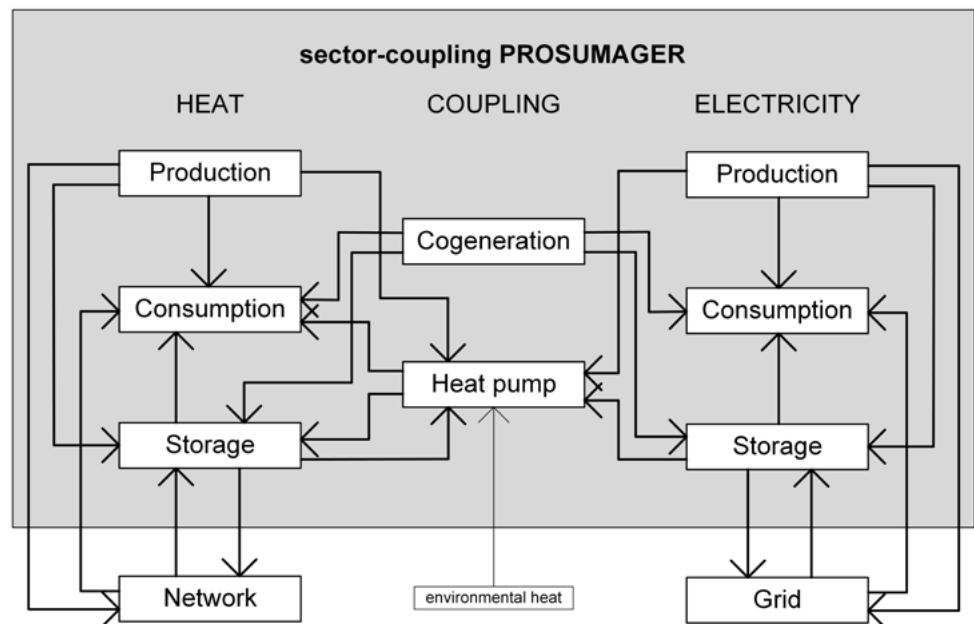 sector-coupling PROSUMAGER
HEAT COUPLING ELECTRICITY
Production Production
Cogeneration
Consumption Consumption
Heat pump
Storage Storage
Network environmental heat Grid